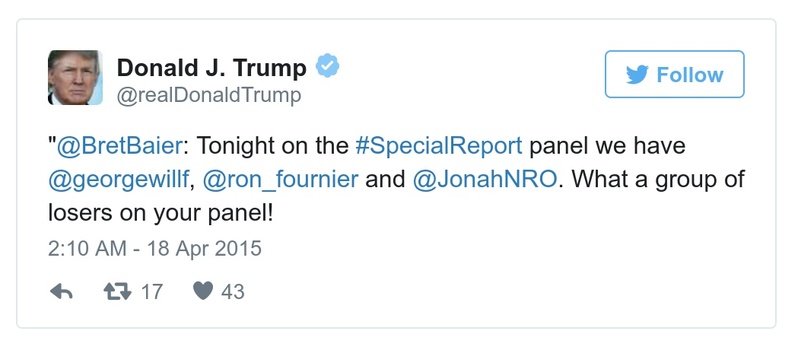 Donald J. Trump
@realDonaldTrump
Follow
"@BretBaier: Tonight on the #SpecialReport panel we have
@georgewillf, @ron_fournier and @JonahNRO. What a group of
losers on your panel!
2:10 AM - 18 Apr 2015
17 43